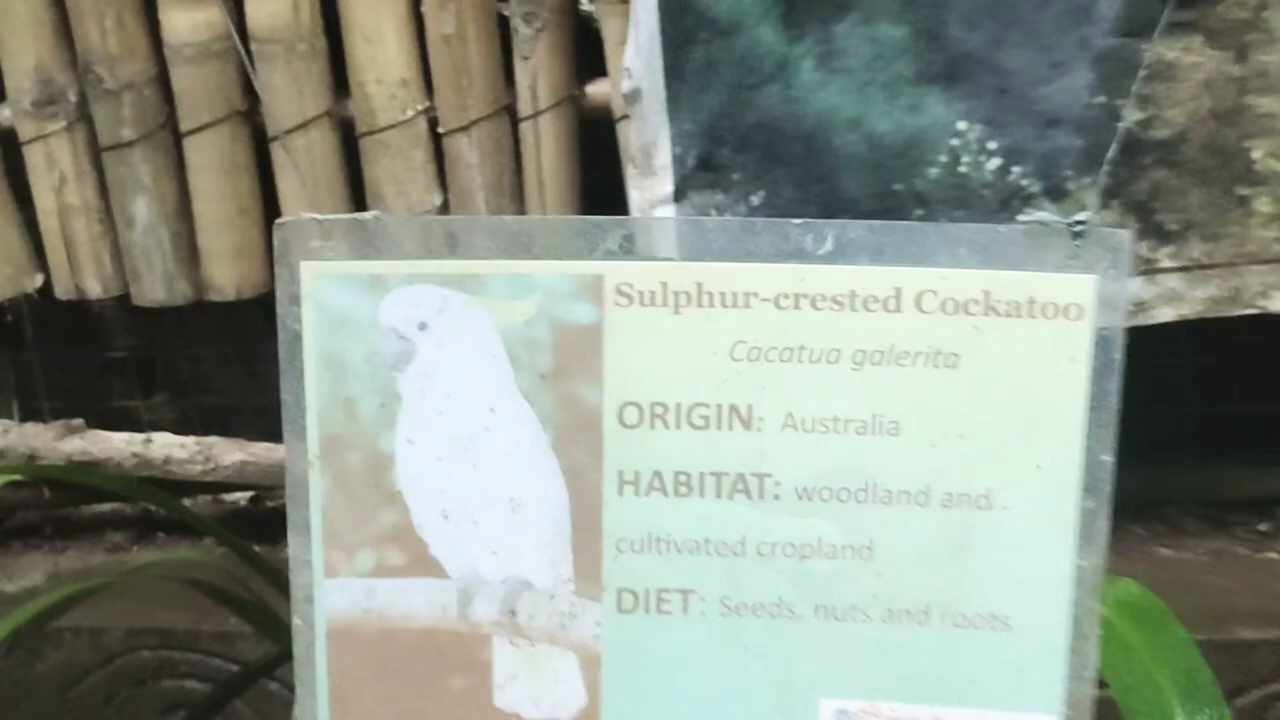 Sulphur-crested Cockatoo
Cacatua galerita
ORIGIN: Australia
HABITAT: woodland and
cultivated cropland
DIET: Seeds, nuts and roots